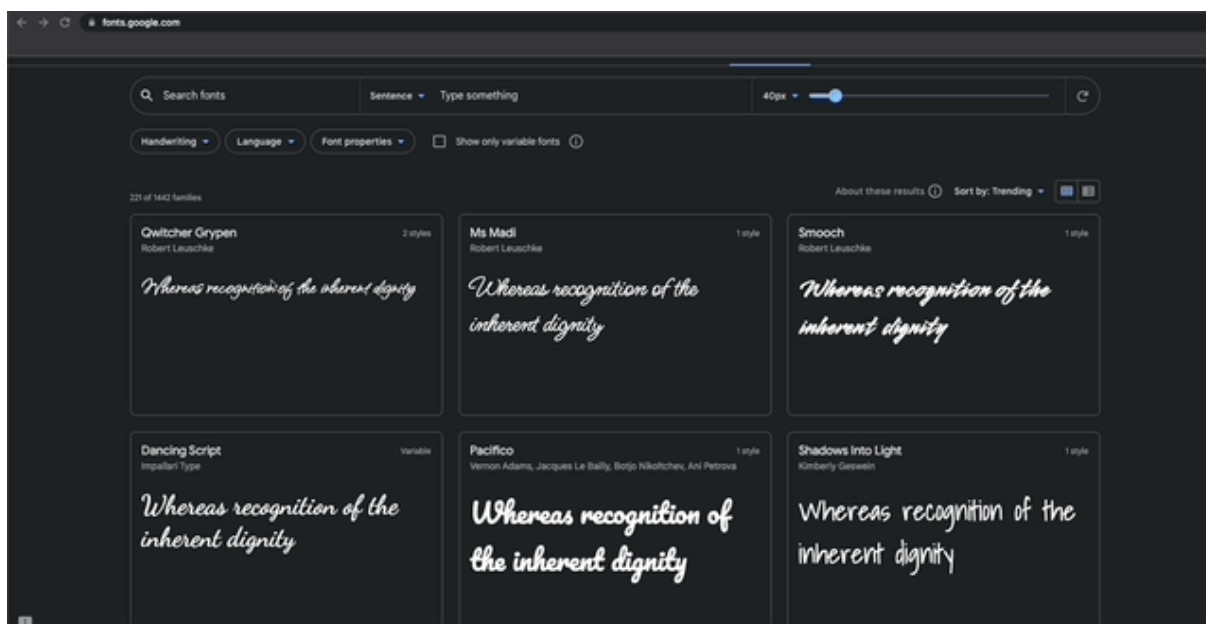 fonts.google.com
Search fonts
Sentence
Type something
40px
Handwriting
Language
Font properties
Show only variable fonts
221 of 1442 families
About these results
Sort by: Trending
Qwitcher Grypen
2 styles
Robert Leuschke
Whereas recognition of the inherent dignity
Ms Madi
1 style
Robert Leuschke
Whereas recognition of the
inherent dignity
Smooch
1 style
Robert Leuschke
Whereas recognition of the
inherent dignity
Dancing Script
Variable
Impallari Type
Whereas recognition of the
inherent dignity
Pacifico
1 style
Vernon Adams, Jacques Le Bailly, Botjo Nikoltchev, Ani Petrova
Whereas recognition of
the inherent dignity
Shadows Into Light
1 style
Kimberly Geswein
Whereas recognition of the
inherent dignity